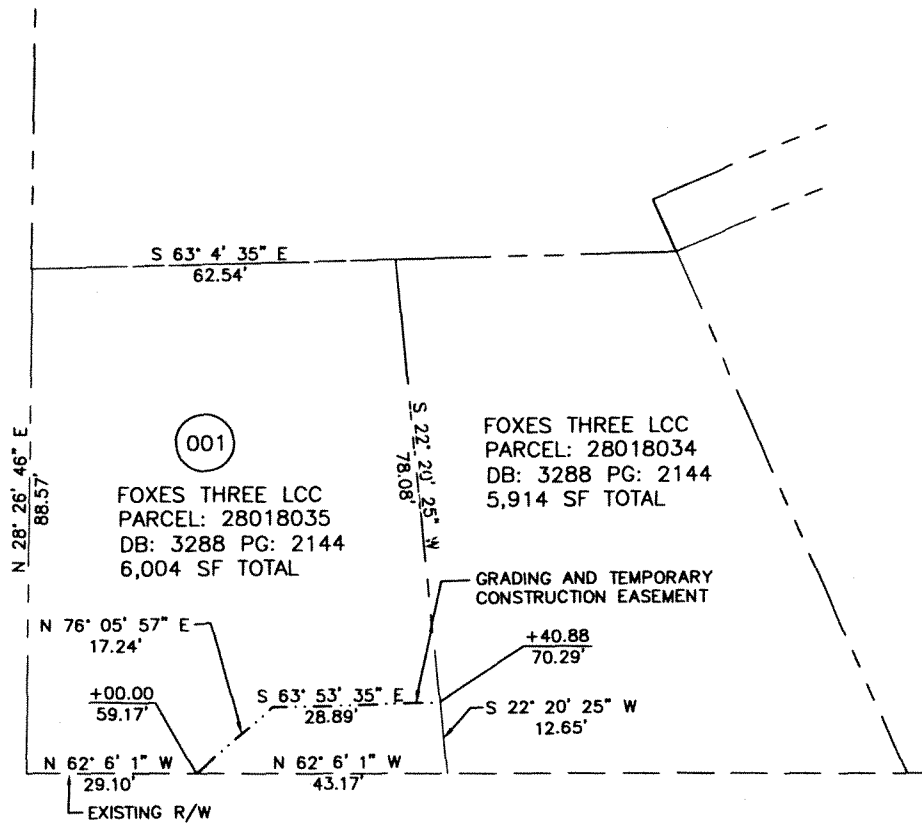 S 63° 4' 35" E
62.54'
N 28° 26' 46" E
88.57'
001
FOXES THREE LCC
PARCEL: 28018035
DB: 3288 PG: 2144
6,004 SF TOTAL
S 22° 20' 25" W
78.08'
FOXES THREE LCC
PARCEL: 28018034
DB: 3288 PG: 2144
5,914 SF TOTAL
GRADING AND TEMPORARY
CONSTRUCTION EASEMENT
N 76° 05' 57" E
17.24'
+40.88
70.29'
+00.00
59.17'
S 63° 53' 35" E
28.89'
S 22° 20' 25" W
12.65'
N 62° 6' 1" W
29.10'
N 62° 6' 1" W
43.17'
EXISTING R/W